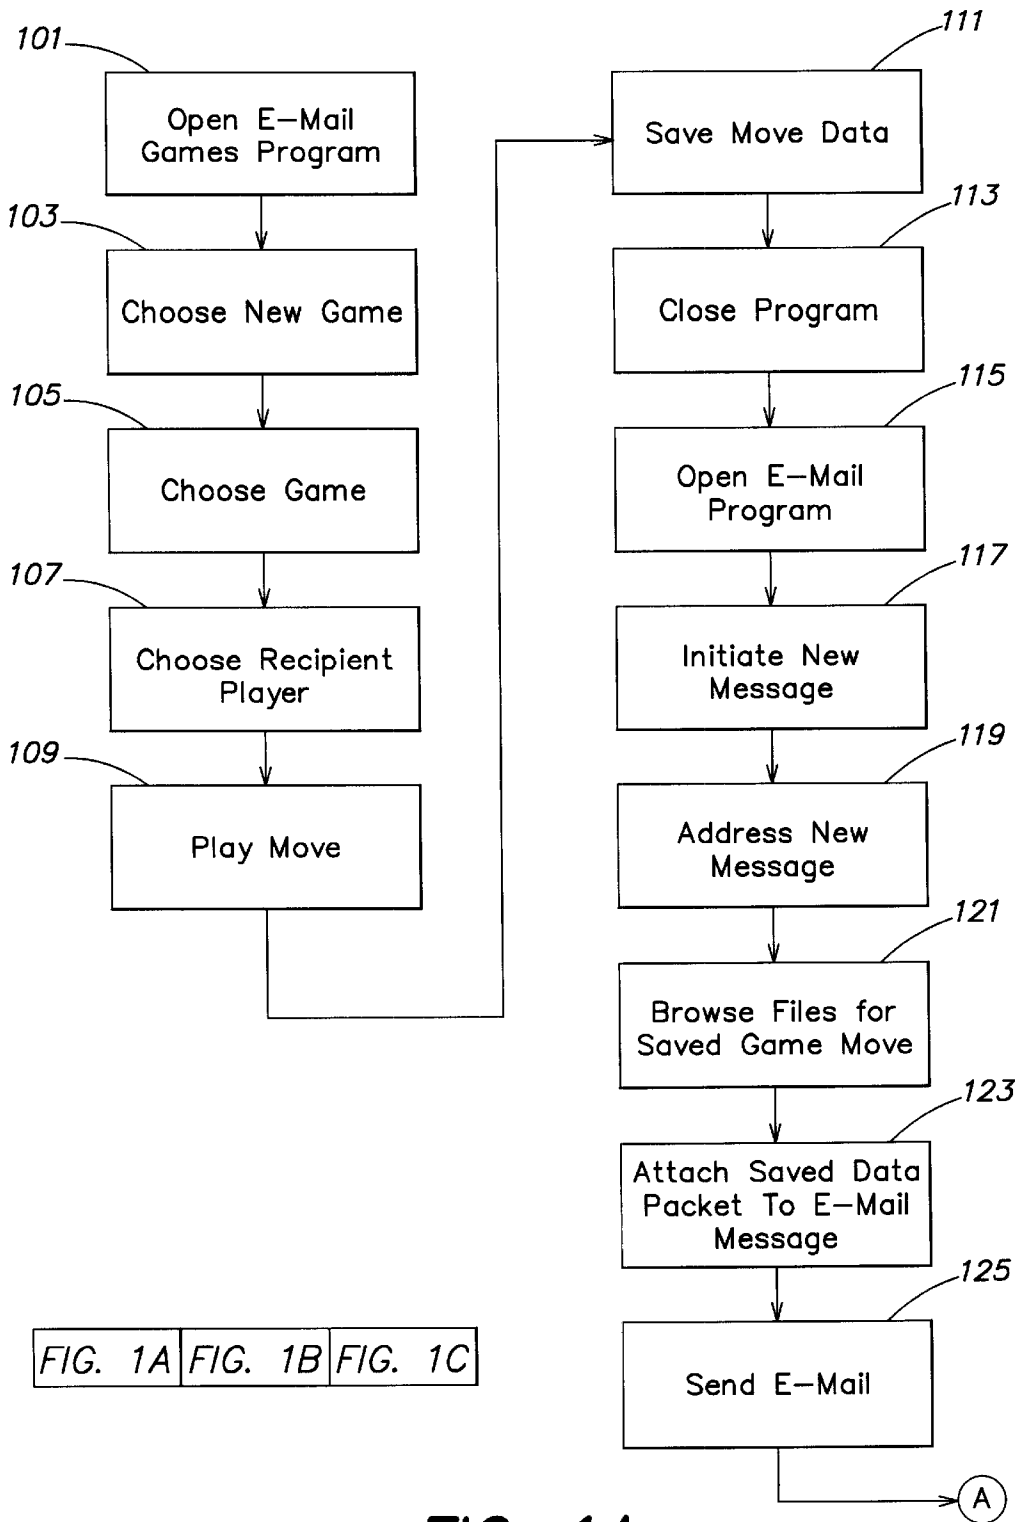 101
Open E-Mail
Games Program
103
Choose New Game
105
Choose Game
107
Choose Recipient
Player
109
Play Move
111
Save Move Data
113
Close Program
115
Open E-Mail
Program
117
Initiate New
Message
119
Address New
Message
121
Browse Files for
Saved Game Move
123
Attach Saved Data
Packet To E-Mail
Message
125
Send E-Mail
A
FIG. 1A FIG. 1B FIG. 1C
FIG. 1A